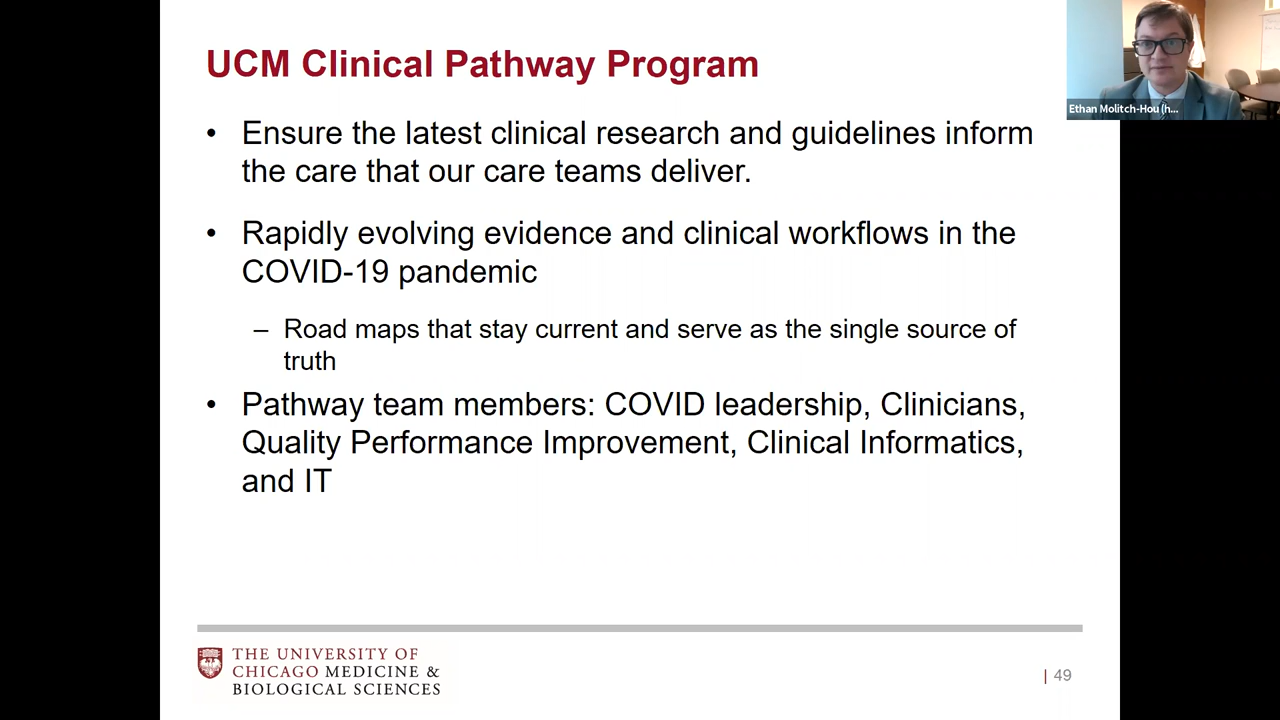 UCM Clinical Pathway Program
Ethan Molitch-Hou (h...
• Ensure the latest clinical research and guidelines inform
the care that our care teams deliver.
• Rapidly evolving evidence and clinical workflows in the
COVID-19 pandemic
– Road maps that stay current and serve as the single source of
truth
• Pathway team members: COVID leadership, Clinicians,
Quality Performance Improvement, Clinical Informatics,
and IT
THE UNIVERSITY OF
CHICAGO MEDICINE &
BIOLOGICAL SCIENCES
| 49